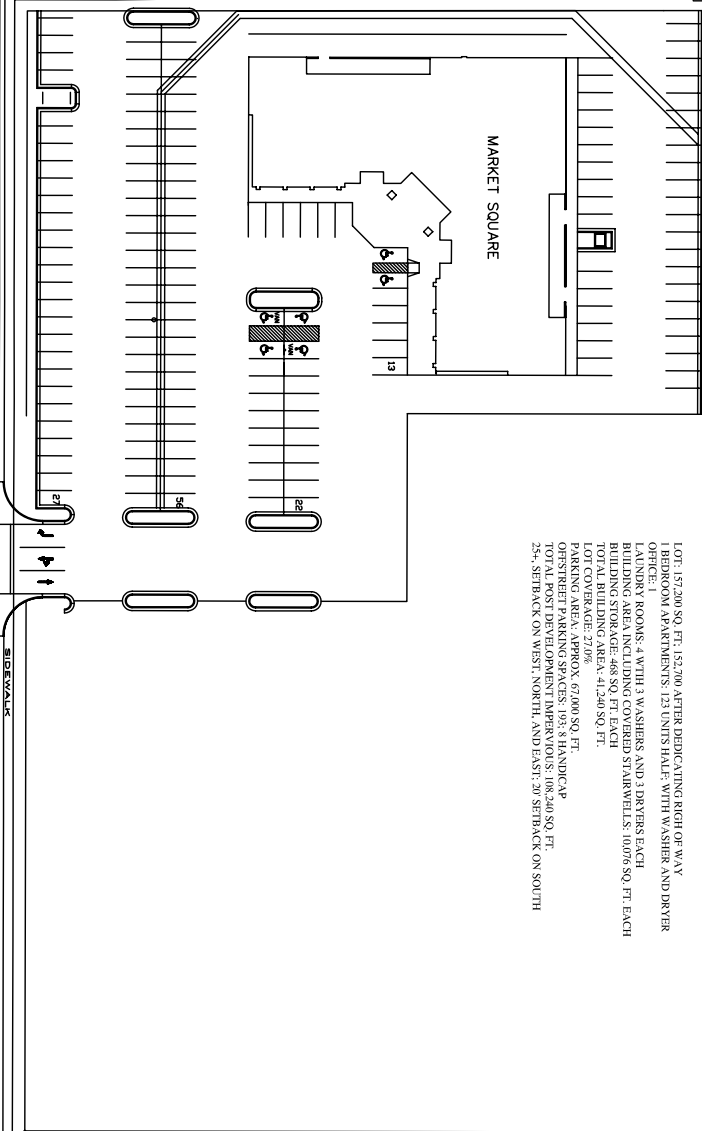 LOT: 157,200 SQ. FT; 152,700 AFTER DEDICATING RIGH OF WAY
1 BEDROOM APARTMENTS: 123 UNITS HALF; WITH WASHER AND DRYER
OFFICE: 1
LAUNDRY ROOMS: 4 WTIH 3 WASHERS AND 3 DRYERS EACH
BUILDING AREA INCLUDING COVERED STAIRWELLS: 10,076 SQ. FT. EACH
BUILDING STORAGE: 468 SQ. FT. EACH
TOTAL BUILDING AREA: 41,240 SQ. FT.
LOT COVERAGE: 27.0%
PARKING AREA: APPROX. 67,000 SQ. FT.
OFFSTREET PARKING SPACES: 193; 8 HANDICAP
TOTAL POST DEVELOPMENT IMPERVIOUS: 108,240 SQ. FT.
25+, SETBACK ON WEST, NORTH, AND EAST; 20' SETBACK ON SOUTH
MARKET SQUARE
13
VAN
VAN
22
56
27
SIDEWALK